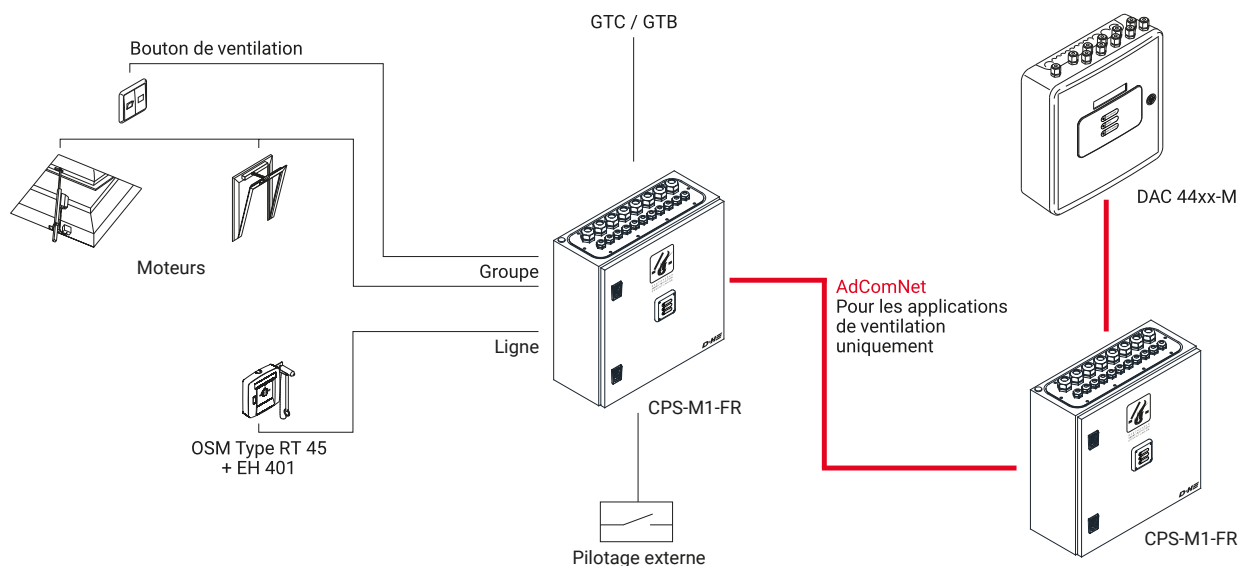 GTC / GTB
Bouton de ventilation
DAC 44xx-M
Moteurs
Groupe
AdComNet
Pour les applications
de ventilation
uniquement
Ligne
D+H
CPS-M1-FR
OSM Type RT 45
+ EH 401
D+H
CPS-M1-FR
Pilotage externe